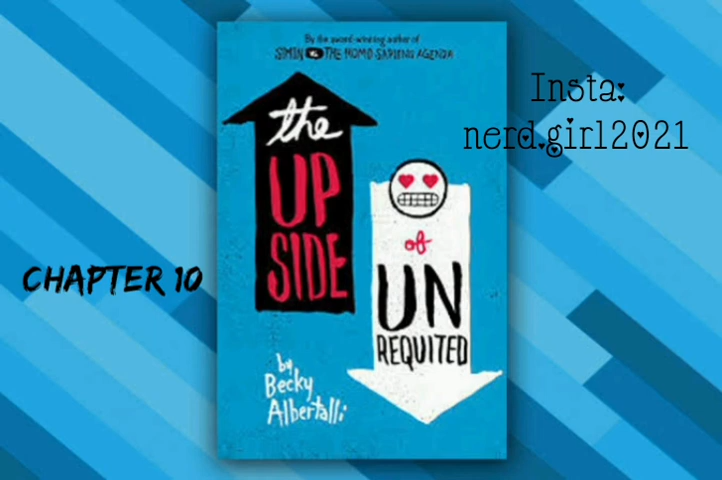 By the award-winning author of
SIMON VS. THE HOMO SAPIENS AGENDA
the
UP
SIDE
of
UN
REQUITED
by
Becky
Albertalli
CHAPTER 10
Insta:
nerd.girl2021